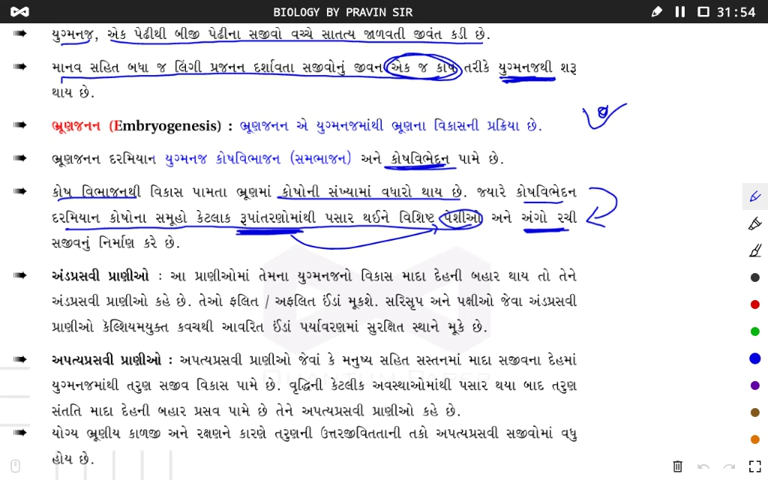 BIOLOGY BY PRAVIN SIR
31:54
યુગ્મનજ, એક પેઢીથી બીજી પેઢીના સજીવો વચ્ચે સાતત્ય જાળવતી જીવંત કડી છે.
માનવ સહિત બધા જ લિંગી પ્રજનન દર્શાવતા સજીવોનું જીવન એક જ કોષ તરીકે યુગ્મનજથી શરૂ
થાય છે.
ભ્રૂણજનન (Embryogenesis) : ભ્રૂણજનન એ યુગ્મનજમાંથી ભ્રૂણના વિકાસની પ્રક્રિયા છે.
ભ્રૂણજનન દરમિયાન યુગ્મનજ કોષવિભાજન (સમભાજન) અને કોષવિભેદન પામે છે.
કોષ વિભાજનથી વિકાસ પામતા ભ્રૂણમાં કોષોની સંખ્યામાં વધારો થાય છે. જ્યારે કોષવિભેદન
દરમિયાન કોષોના સમૂહો કેટલાક રૂપાંતરણોમાંથી પસાર થઈને વિશિષ્ટ પેશીઓ અને અંગો રચી
સજીવનું નિર્માણ કરે છે.
અંડપ્રસવી પ્રાણીઓ : આ પ્રાણીઓમાં તેમના યુગ્મનજનો વિકાસ માદા દેહની બહાર થાય તો તેને
અંડપ્રસવી પ્રાણીઓ કહે છે. તેઓ ફલિત / અફલિત ઈંડાં મૂકશે. સરિસૃપ અને પક્ષીઓ જેવા અંડપ્રસવી
પ્રાણીઓ કૅલ્શિયમયુક્ત કવચથી આવરિત ઈંડાં પર્યાવરણમાં સુરક્ષિત સ્થાને મૂકે છે.
અપત્યપ્રસવી પ્રાણીઓ : અપત્યપ્રસવી પ્રાણીઓ જેવાં કે મનુષ્ય સહિત સસ્તનમાં માદા સજીવના દેહમાં
યુગ્મનજમાંથી તરુણ સજીવ વિકાસ પામે છે. વૃદ્ધિની કેટલીક અવસ્થાઓમાંથી પસાર થયા બાદ તરુણ
સંતતિ માદા દેહની બહાર પ્રસવ પામે છે તેને અપત્યપ્રસવી પ્રાણીઓ કહે છે.
યોગ્ય ભ્રૂણીય કાળજી અને રક્ષણને કારણે તરુણની ઉત્તરજીવિતતાની તકો અપત્યપ્રસવી સજીવોમાં વધુ
હોય છે.